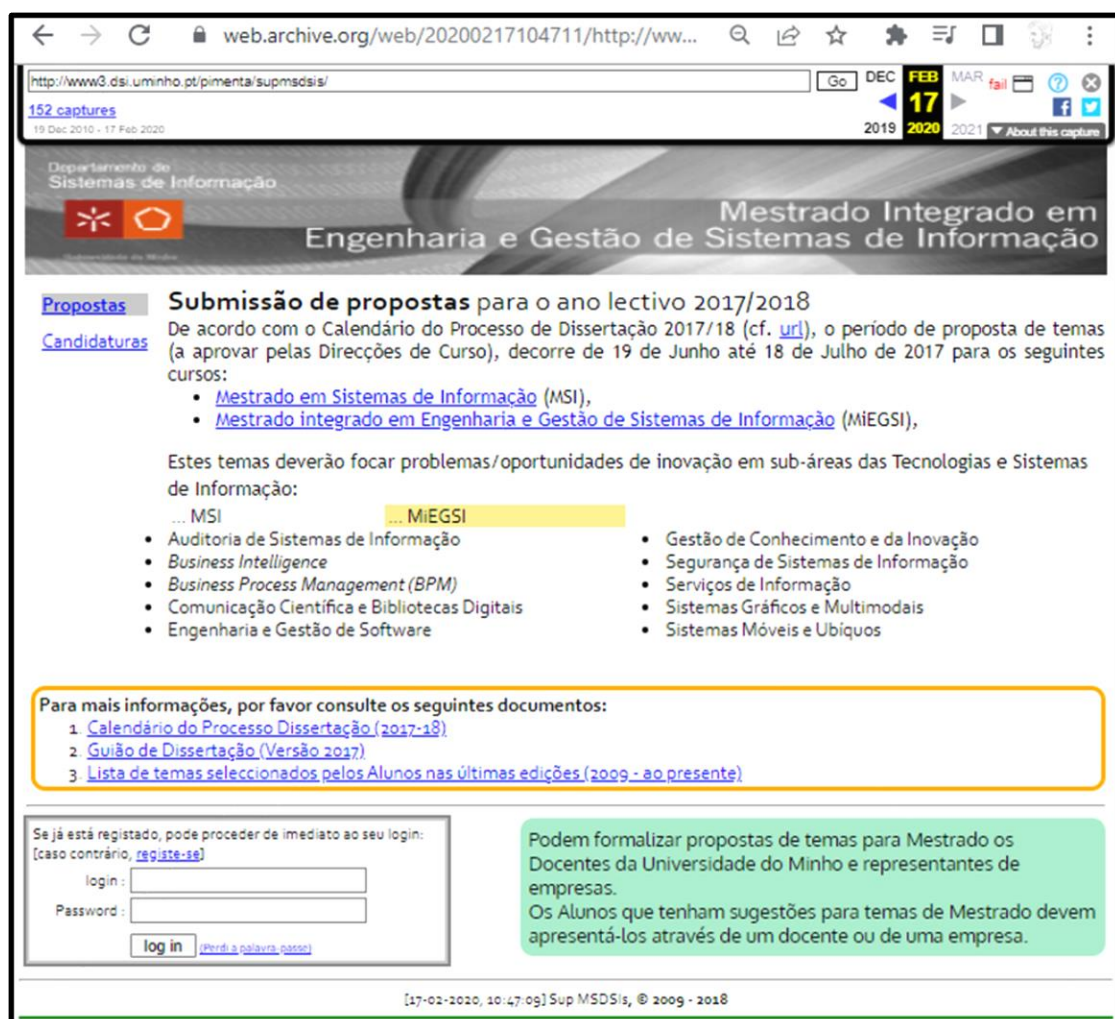 web.archive.org/web/20200217104711/http://ww...
http://www3.dsi.uminho.pt/pimenta/supmsdsis/
Go
DEC FEB MAR
fail
152 captures
17
19 Dec 2010 - 17 Feb 2020
2019 2020 2021
About this capture
Departamento de
Sistemas de Informação
Universidade do Minho
Mestrado Integrado em
Engenharia e Gestão de Sistemas de Informação
Propostas
Candidaturas
Submissão de propostas para o ano lectivo 2017/2018
De acordo com o Calendário do Processo de Dissertação 2017/18 (cf. url), o período de proposta de temas
(a aprovar pelas Direcções de Curso), decorre de 19 de Junho até 18 de Julho de 2017 para os seguintes
cursos:
• Mestrado em Sistemas de Informação (MSI),
• Mestrado integrado em Engenharia e Gestão de Sistemas de Informação (MiEGSI),
Estes temas deverão focar problemas/oportunidades de inovação em sub-áreas das Tecnologias e Sistemas
de Informação:
... MSI
... MiEGSI
• Auditoria de Sistemas de Informação
• Business Intelligence
• Business Process Management (BPM)
• Comunicação Científica e Bibliotecas Digitais
• Engenharia e Gestão de Software
• Gestão de Conhecimento e da Inovação
• Segurança de Sistemas de Informação
• Serviços de Informação
• Sistemas Gráficos e Multimodais
• Sistemas Móveis e Ubíquos
Para mais informações, por favor consulte os seguintes documentos:
1. Calendário do Processo Dissertação (2017-18)
2. Guião de Dissertação (Versão 2017)
3. Lista de temas seleccionados pelos Alunos nas últimas edições (2009 - ao presente)
Se já está registado, pode proceder de imediato ao seu login:
[caso contrário, registe-se]
login :
Password :
log in (Perdi a palavra-passe)
Podem formalizar propostas de temas para Mestrado os
Docentes da Universidade do Minho e representantes de
empresas.
Os Alunos que tenham sugestões para temas de Mestrado devem
apresentá-los através de um docente ou de uma empresa.
[17-02-2020, 10:47:09] Sup MSDSIs, © 2009 - 2018